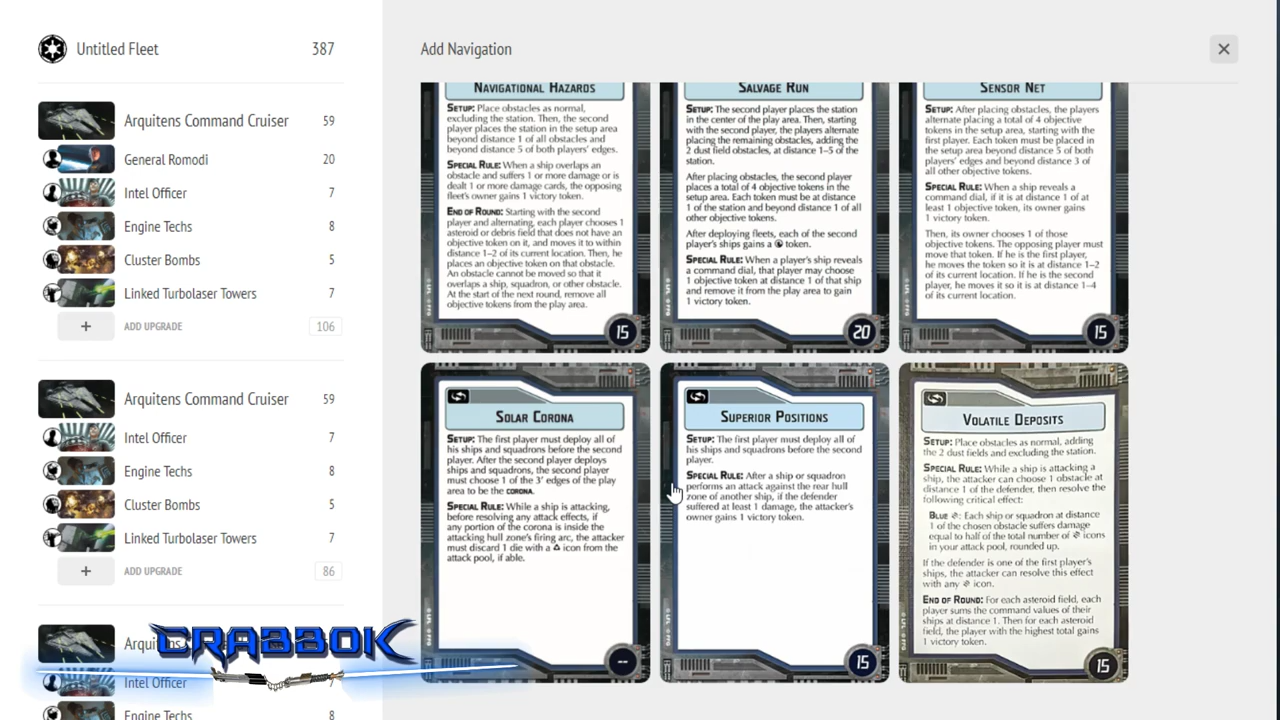 Untitled Fleet 387
Arquitens Command Cruiser 59
General Romodi 20
Intel Officer 7
Engine Techs 8
Cluster Bombs 5
Linked Turbolaser Towers 7
+ ADD UPGRADE 106
Arquitens Command Cruiser 59
Intel Officer 7
Engine Techs 8
Cluster Bombs 5
Linked Turbolaser Towers 7
+ ADD UPGRADE 86
Intel Officer
Engine Techs 8
CRABBOK
Add Navigation
NAVIGATIONAL HAZARDS
SETUP: Place obstacles as normal,
excluding the station. Then, the second
player places the station in the setup area
beyond distance 1 of all obstacles and
beyond distance 5 of both players' edges.
SPECIAL RULE: When a ship overlaps an
obstacle and suffers 1 or more damage or is
dealt 1 or more damage cards, the opposing
fleet's owner gains 1 victory token.
END OF ROUND: Starting with the second
player and alternating, each player chooses 1
asteroid or debris field that does not have an
objective token on it, and moves it to within
distance 1–2 of its current location. Then, he
places an objective token on that obstacle.
An obstacle cannot be moved so that it
overlaps a ship, squadron, or other obstacle.
At the start of the next round, remove all
objective tokens from the play area.
15
SALVAGE RUN
SETUP: The second player places the station
in the center of the play area. Then, starting
with the second player, the players alternate
placing the remaining obstacles, adding the
2 dust field obstacles, at distance 1–5 of the
station.
After placing obstacles, the second player
places a total of 4 objective tokens in the
setup area. Each token must be at distance
1 of the station and beyond distance 1 of all
other objective tokens.
After deploying fleets, each of the second
player's ships gains a token.
SPECIAL RULE: When a player's ship reveals
a command dial, that player may choose
1 objective token at distance 1 of that ship
and remove it from the play area to gain
1 victory token.
20
SENSOR NET
SETUP: After placing obstacles, the players
alternate placing a total of 4 objective
tokens in the setup area, starting with the
first player. Each token must be placed in
the setup area beyond distance 5 of both
players' edges and beyond distance 3 of
all other objective tokens.
SPECIAL RULE: When a ship reveals a
command dial, if it is at distance 1 of at
least 1 objective token, its owner gains
1 victory token.
Then, its owner chooses 1 of those
objective tokens. The opposing player must
move that token. If he is the first player,
he moves the token so it is at distance 1–2
of its current location. If he is the second
player, he moves it so it is at distance 1–4
of its current location.
15
SOLAR CORONA
SETUP: The first player must deploy all of
his ships and squadrons before the second
player. After the second player deploys
ships and squadrons, the second player
must choose 1 of the 3' edges of the play
area to be the CORONA.
SPECIAL RULE: While a ship is attacking,
before resolving any attack effects, if
any portion of the corona is inside the
attacking hull zone's firing arc, the attacker
must discard 1 die with a icon from the
attack pool, if able.
--
SUPERIOR POSITIONS
SETUP: The first player must deploy all of
his ships and squadrons before the second
player.
SPECIAL RULE: After a ship or squadron
performs an attack against the rear hull
zone of another ship, if the defender
suffered at least 1 damage, the attacker's
owner gains 1 victory token.
15
VOLATILE DEPOSITS
SETUP: Place obstacles as normal, adding
the 2 dust fields and excluding the station.
SPECIAL RULE: While a ship is attacking a
ship, the attacker can choose 1 obstacle at
distance 1 of the defender, then resolve the
following critical effect:
BLUE : Each ship or squadron at distance
1 of the chosen obstacle suffers damage
equal to half of the total number of icons
in your attack pool, rounded up.
If the defender is one of the first player's
ships, the attacker can resolve this effect
with any icon.
END OF ROUND: For each asteroid field, each
player sums the command values of their
ships at distance 1. Then for each asteroid
field, the player with the highest total gains
1 victory token.
15